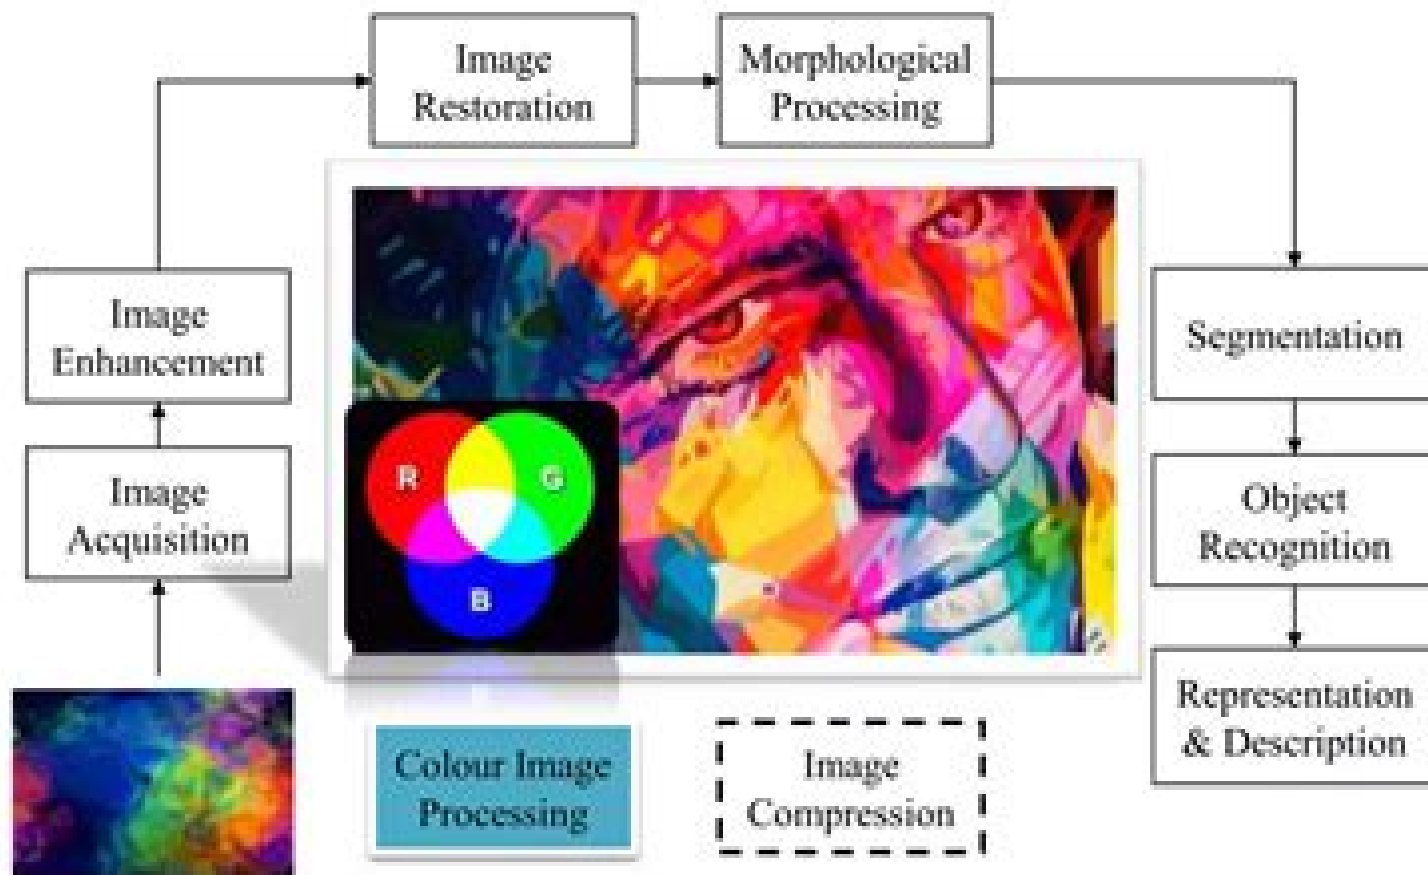 Image
Restoration
Morphological
Processing
Image
Enhancement
Segmentation
R
G
B
Image
Acquisition
Object
Recognition
Representation
& Description
Colour Image
Processing
Image
Compression